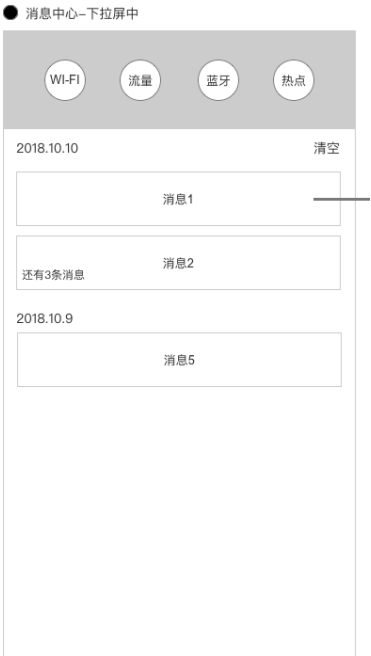 消息中心-下拉屏中
WI-FI 流量 蓝牙 热点
2018.10.10 清空
消息1
消息2
还有3条消息
2018.10.9
消息5